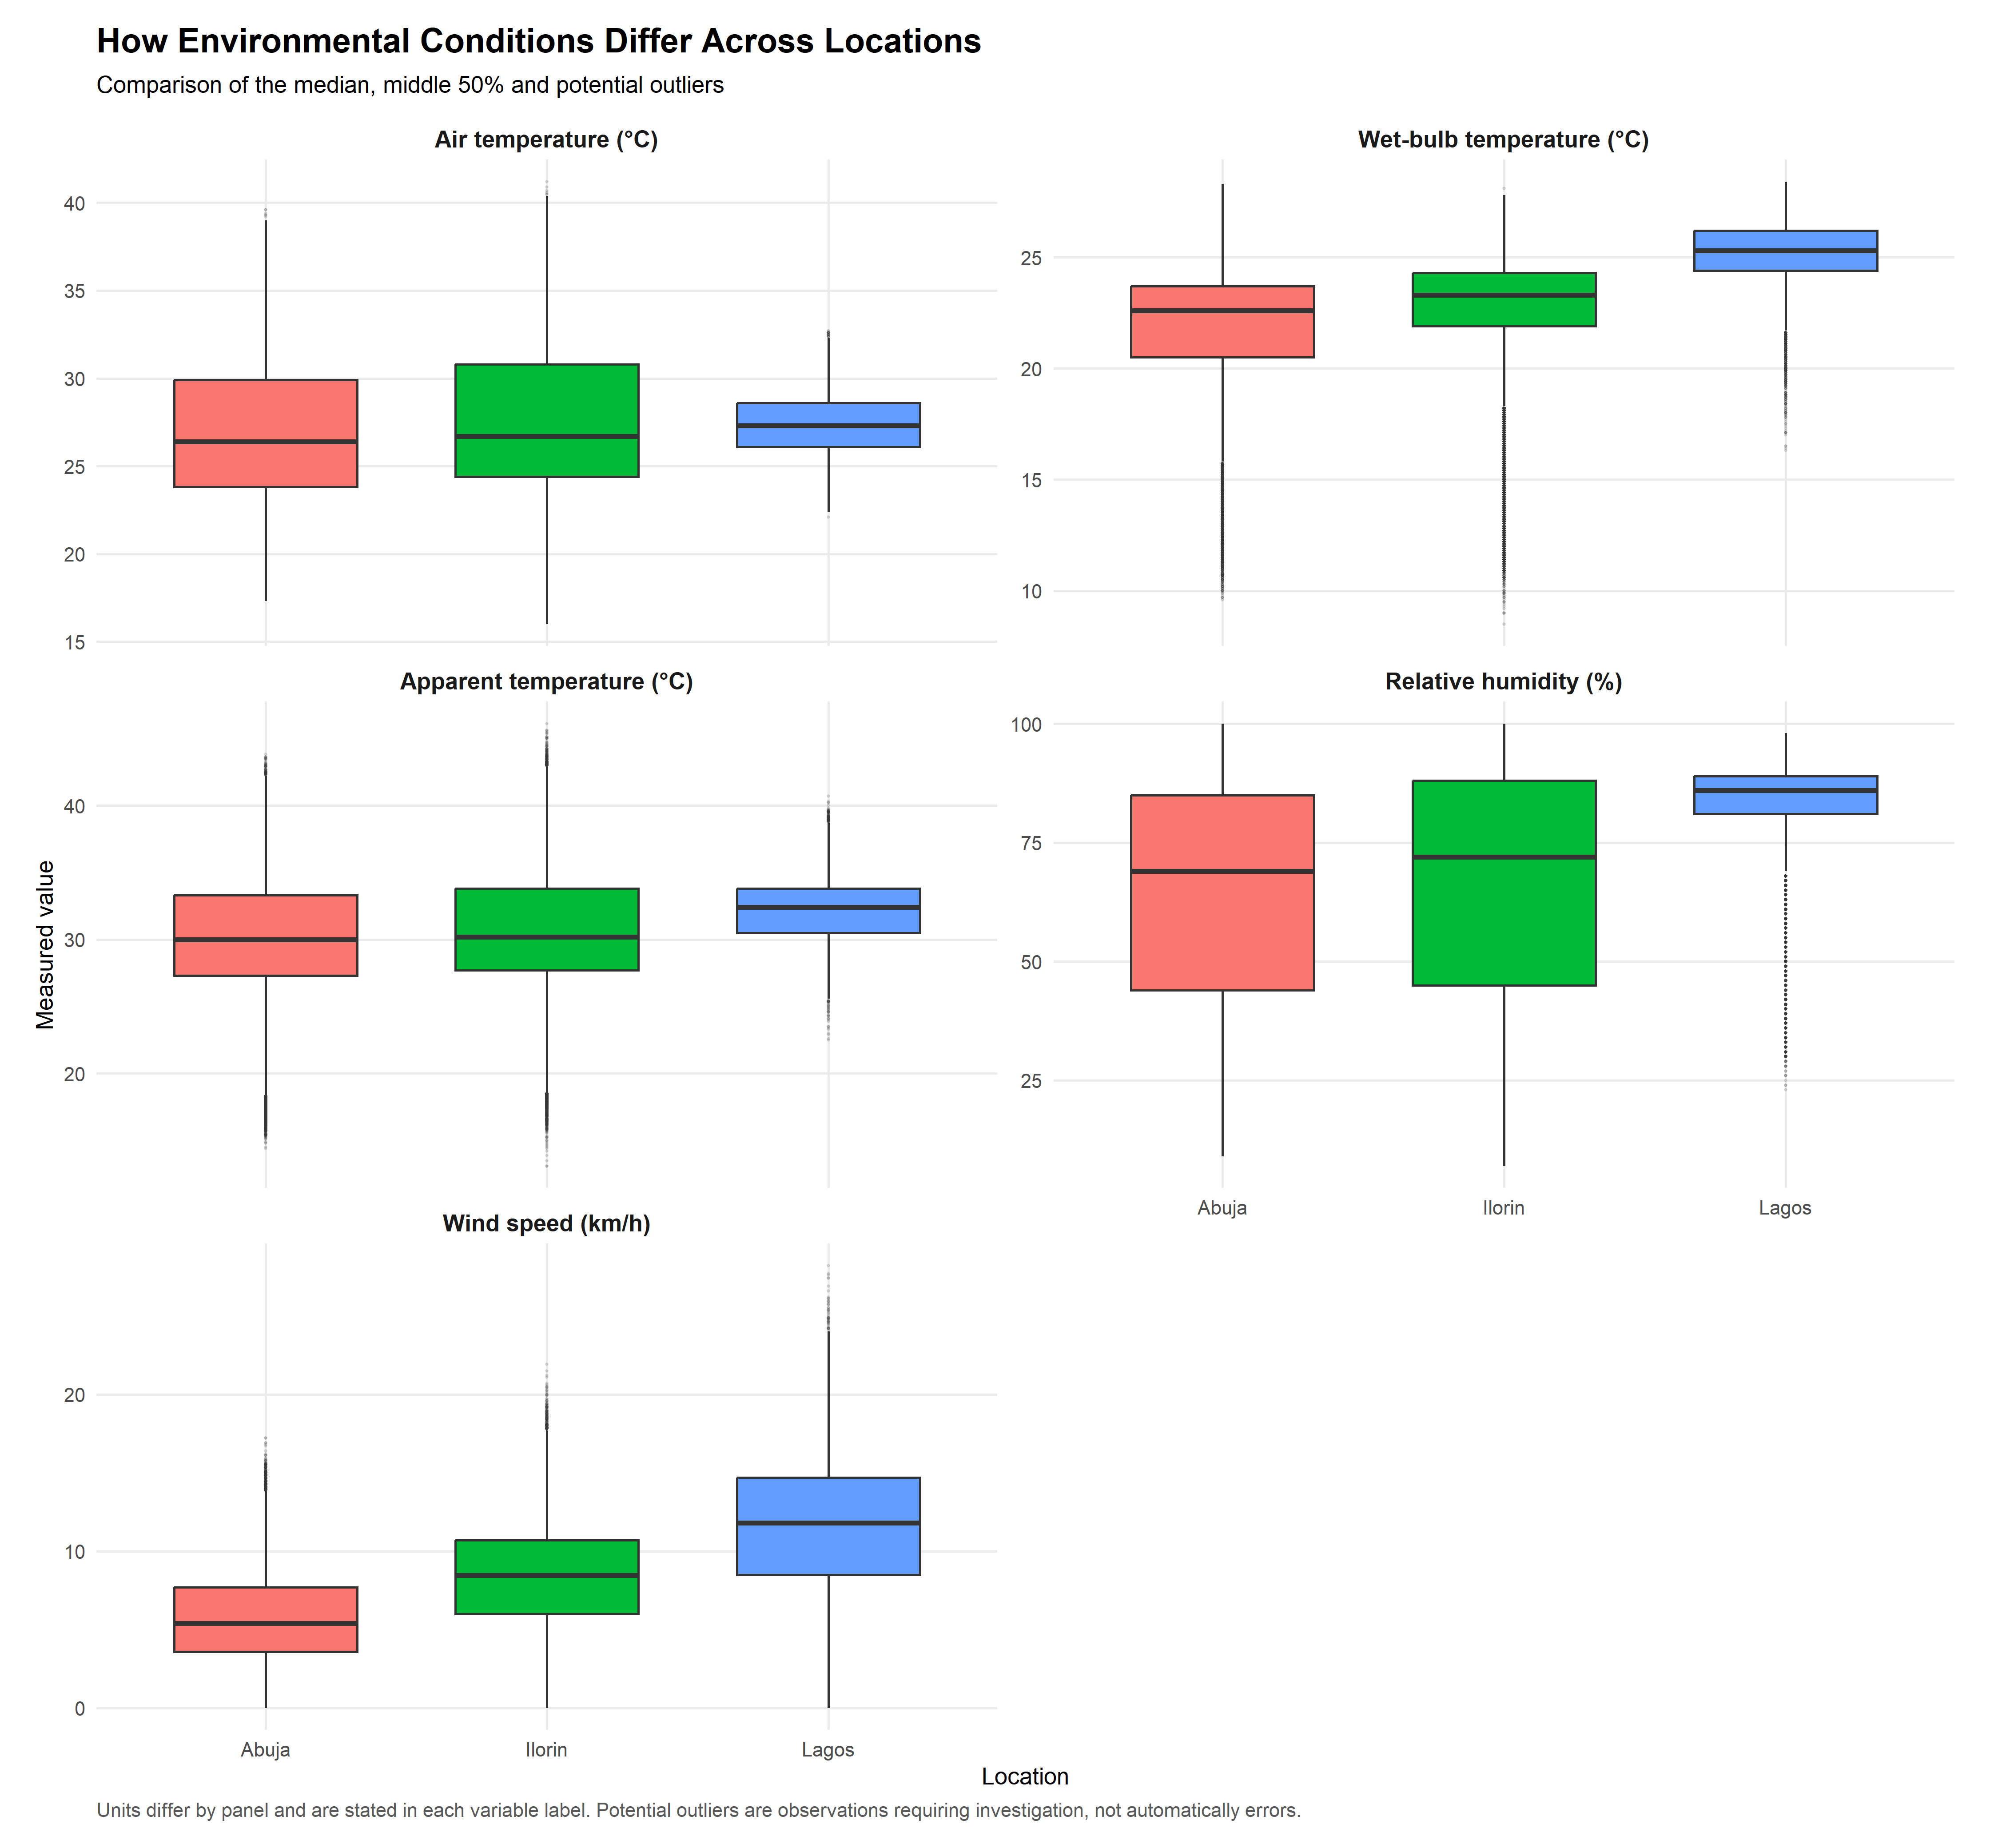 How Environmental Conditions Differ Across Locations
Comparison of the median, middle 50% and potential outliers
Air temperature (°C)
40
35
30
25
20
15
Wet-bulb temperature (°C)
25
20
15
10
Apparent temperature (°C)
40
30
20
Relative humidity (%)
100
75
50
25
Abuja
Ilorin
Lagos
Measured value
Wind speed (km/h)
20
10
0
Abuja
Ilorin
Lagos
Location
Units differ by panel and are stated in each variable label. Potential outliers are observations requiring investigation, not automatically errors.